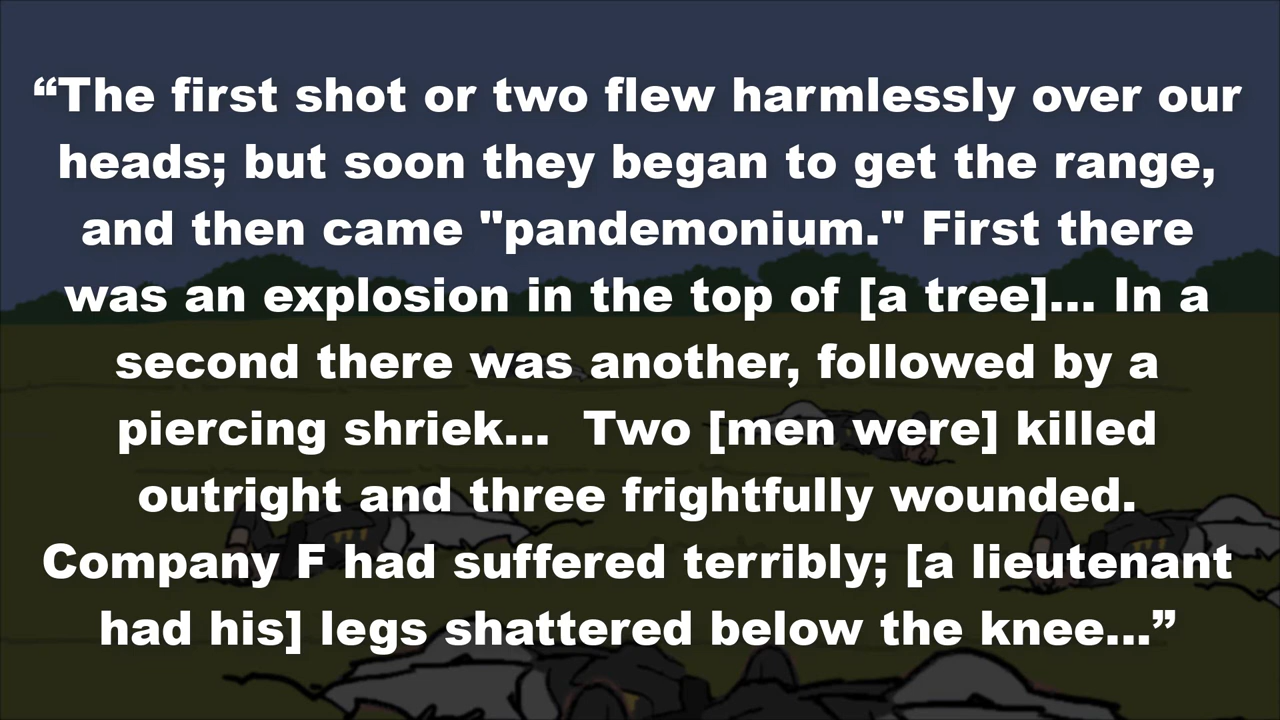 “The first shot or two flew harmlessly over our
heads; but soon they began to get the range,
and then came "pandemonium." First there
was an explosion in the top of [a tree]... In a
second there was another, followed by a
piercing shriek...  Two [men were] killed
outright and three frightfully wounded.
Company F had suffered terribly; [a lieutenant
had his] legs shattered below the knee...”